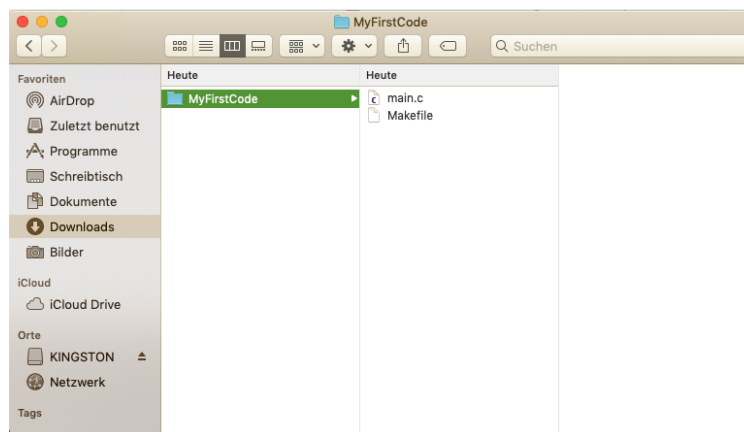 MyFirstCode
Suchen
Favoriten
AirDrop
Zuletzt benutzt
Programme
Schreibtisch
Dokumente
Downloads
Bilder
iCloud
iCloud Drive
Orte
KINGSTON
Netzwerk
Tags
Heute
MyFirstCode
Heute
main.c
Makefile